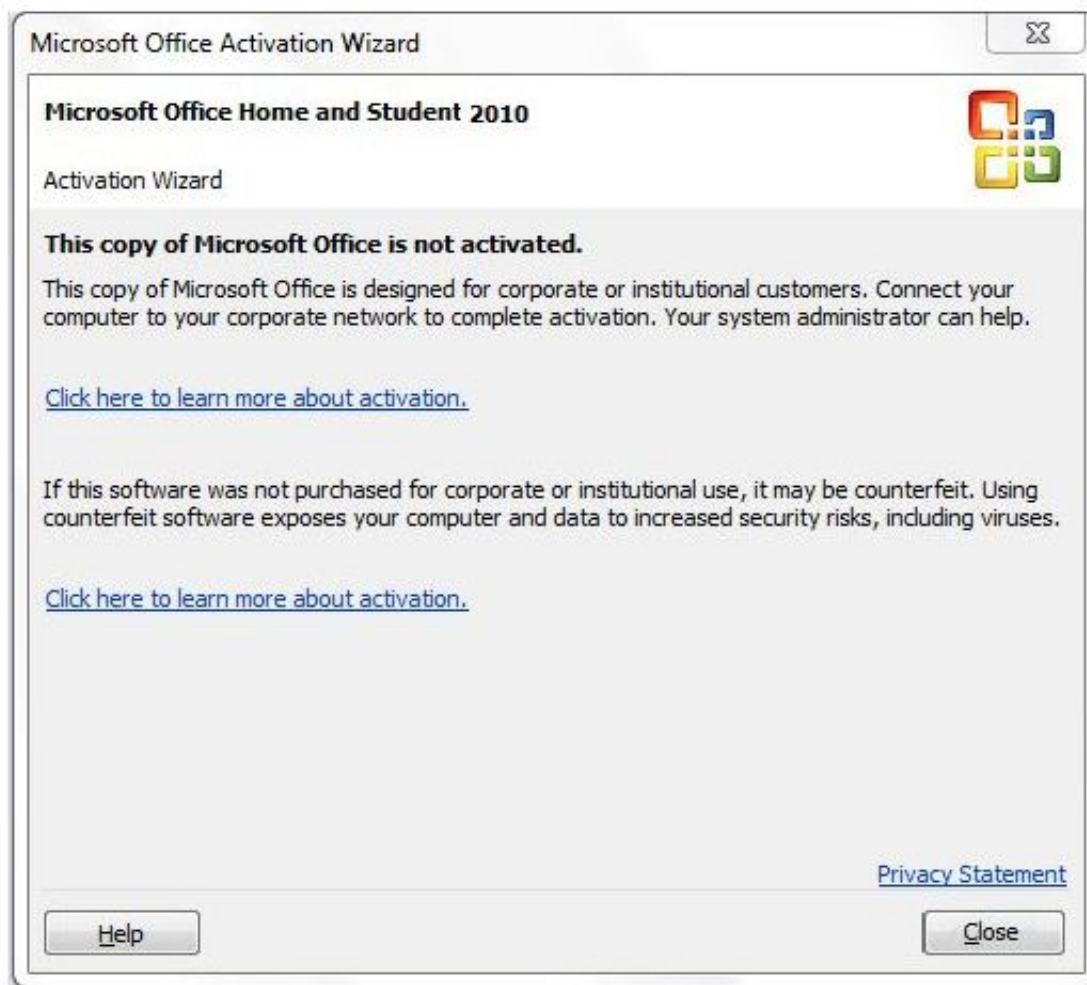 Microsoft Office Activation Wizard
Microsoft Office Home and Student 2010
Activation Wizard
This copy of Microsoft Office is not activated.
This copy of Microsoft Office is designed for corporate or institutional customers. Connect your
computer to your corporate network to complete activation. Your system administrator can help.
Click here to learn more about activation.
If this software was not purchased for corporate or institutional use, it may be counterfeit. Using
counterfeit software exposes your computer and data to increased security risks, including viruses.
Click here to learn more about activation.
Privacy Statement
Help
Close